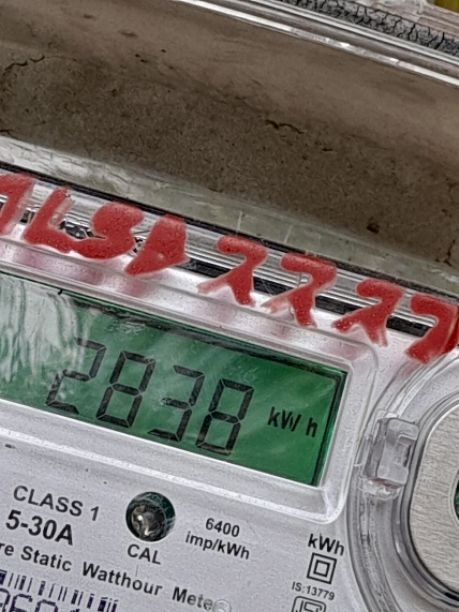 2838 kWh
CLASS 1
5-30A
CAL
6400
imp/kWh
kWh
Static Watthour Meter
IS:13779